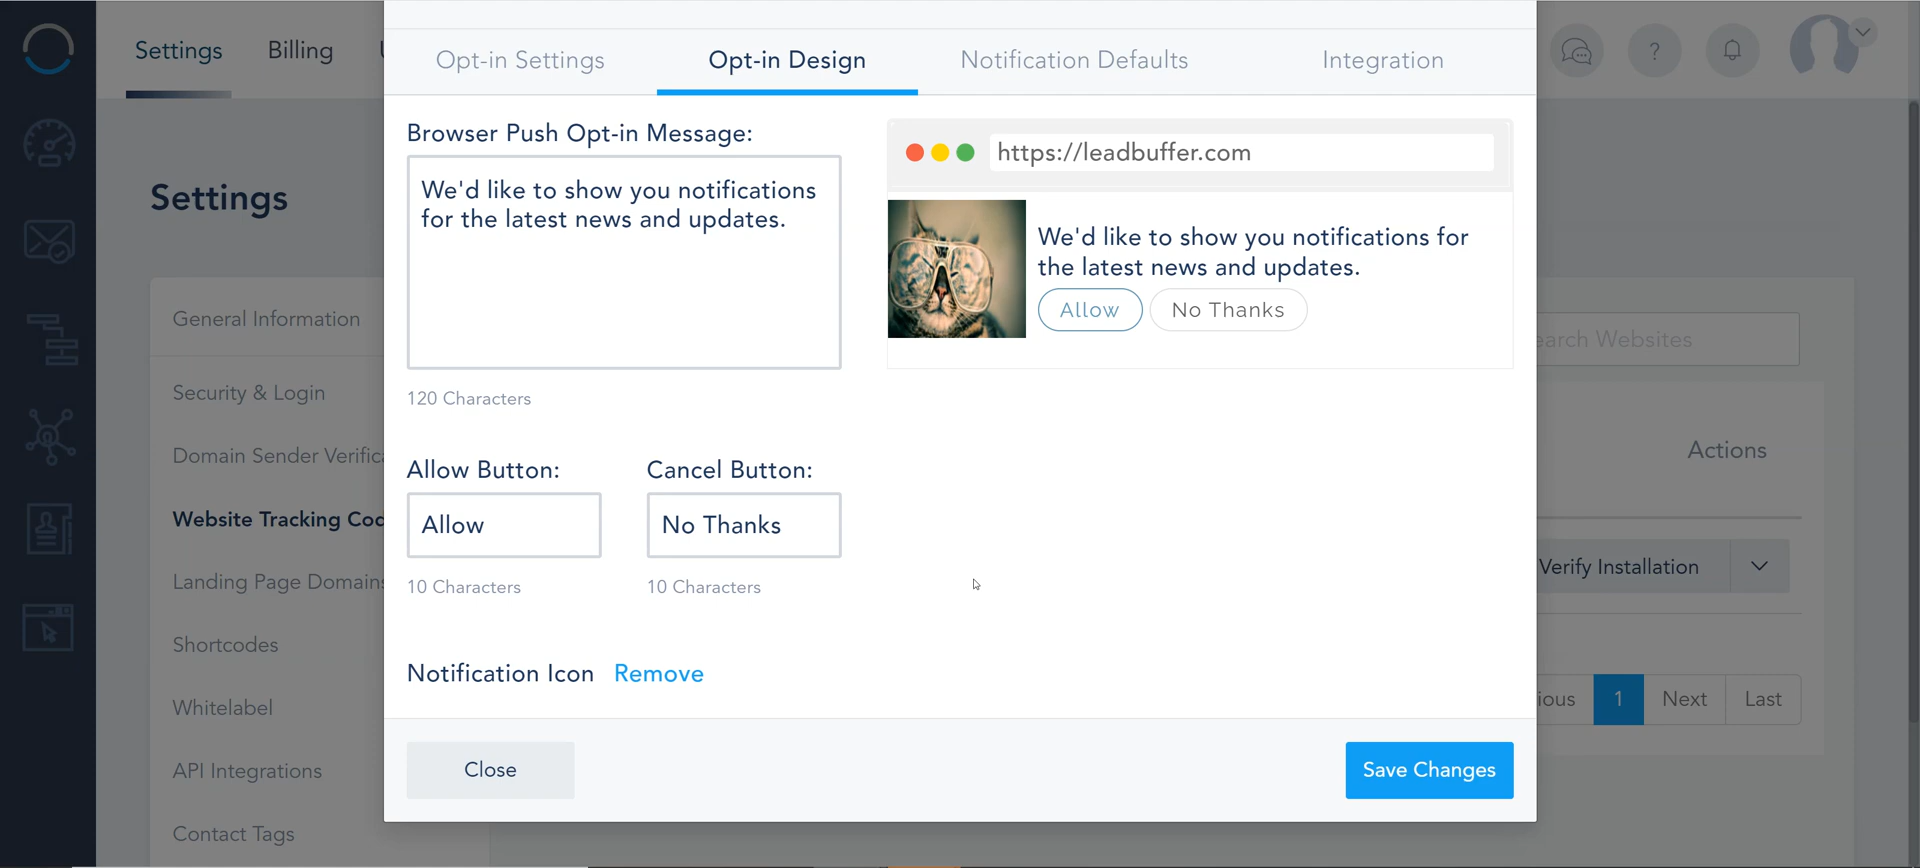 Settings Billing
?
Opt-in Settings Opt-in Design Notification Defaults Integration
Browser Push Opt-in Message:
We'd like to show you notifications
for the latest news and updates.
120 Characters
https://leadbuffer.com
We'd like to show you notifications for
the latest news and updates.
Allow No Thanks
Allow Button: Cancel Button:
Allow No Thanks
10 Characters 10 Characters
Notification Icon Remove
Close Save Changes
Settings
General Information
Security & Login
Domain Sender Verifica
Website Tracking Cod
Landing Page Domains
Shortcodes
Whitelabel
API Integrations
Contact Tags
earch Websites
Actions
Verify Installation
ious 1 Next Last